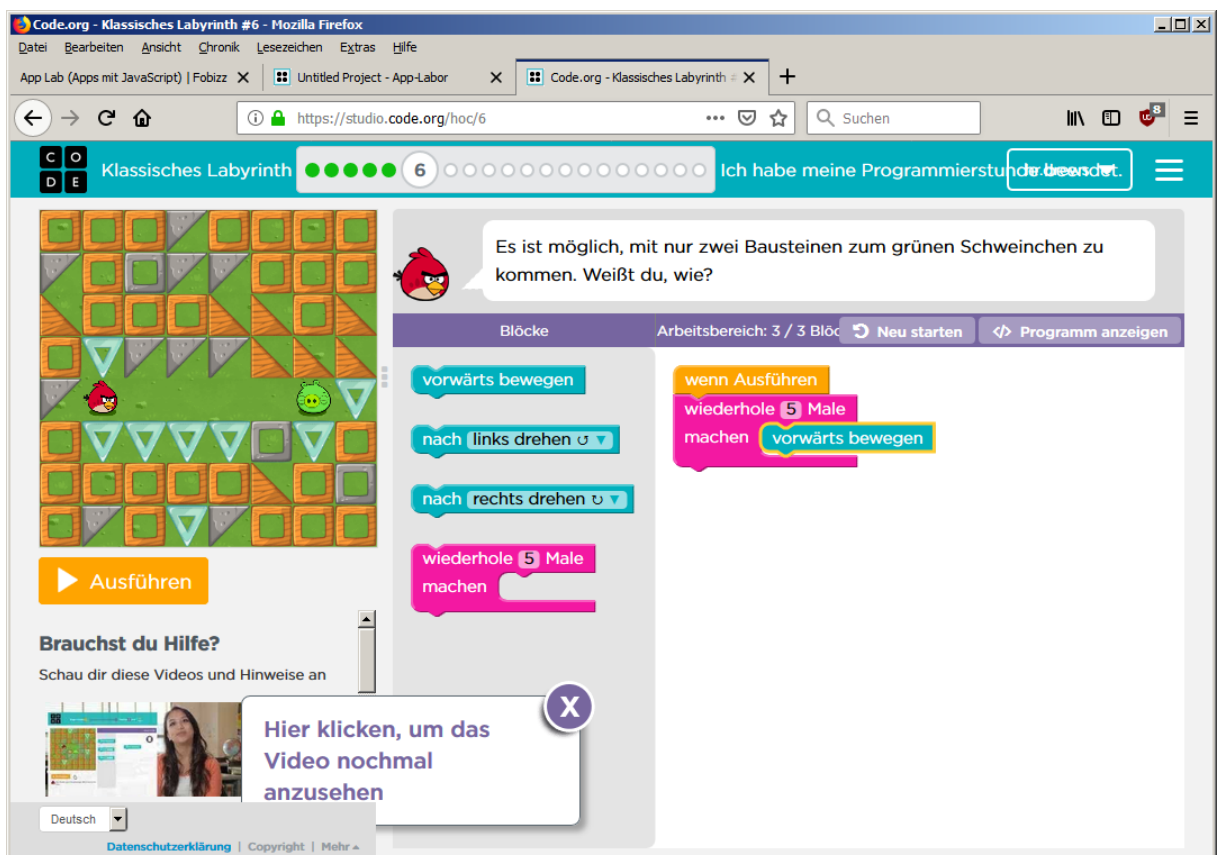 Code.org - Klassisches Labyrinth #6 - Mozilla Firefox
Datei Bearbeiten Ansicht Chronik Lesezeichen Extras Hilfe
App Lab (Apps mit JavaScript) | Fobizz Untitled Project - App-Labor Code.org - Klassisches Labyrinth
https://studio.code.org/hoc/6 Suchen 8
CODE Klassisches Labyrinth 6 Ich habe meine Programmierstunde beendet.
Es ist möglich, mit nur zwei Bausteinen zum grünen Schweinchen zu
kommen. Weißt du, wie?
Blöcke Arbeitsbereich: 3 / 3 Blöc Neu starten </> Programm anzeigen
vorwärts bewegen
nach links drehen ↺ ▼
nach rechts drehen ↻ ▼
wiederhole 5 Male
machen
wenn Ausführen
wiederhole 5 Male
machen vorwärts bewegen
Ausführen
Brauchst du Hilfe?
Schau dir diese Videos und Hinweise an
Hier klicken, um das
Video nochmal
anzusehen
X
Deutsch
Datenschutzerklärung | Copyright | Mehr